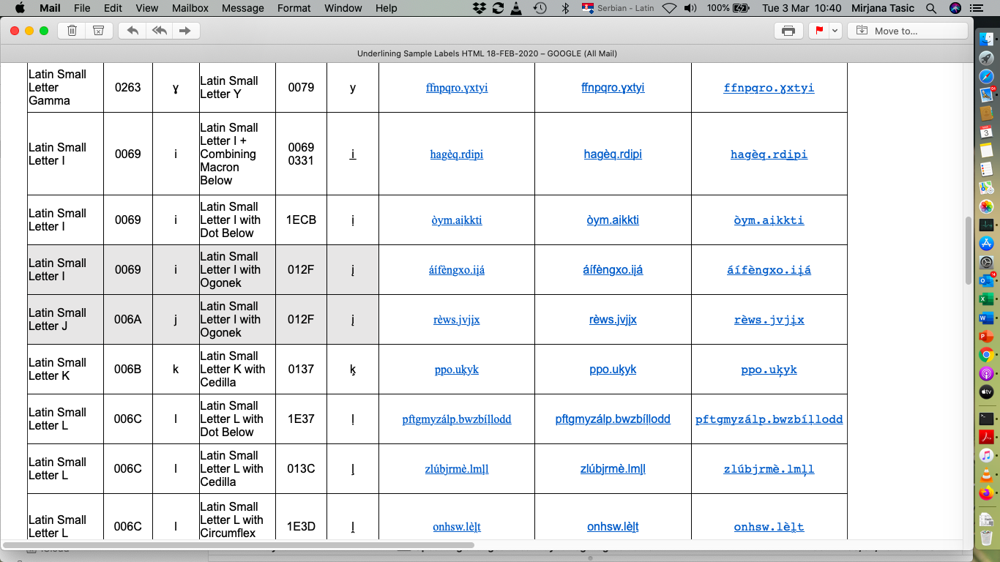 Mail File Edit View Mailbox Message Format Window Help Serbian - Latin 100% Tue 3 Mar 10:40 Mirjana Tasic
Move to…
Underlining Sample Labels HTML 18-FEB-2020 – GOOGLE (All Mail)
Latin Small Letter Gamma 0263 ɣ Latin Small Letter Y 0079 y ffnpqro.ɣxtyi ffnpqro.ɣxtyi ffnpqro.ɣxtyi
Latin Small Letter I 0069 i Latin Small Letter I + Combining Macron Below 0069 0331 i̱ hagèq.rdi̱pi hagèq.rdi̱pi hagèq.rdi̱pi
Latin Small Letter I 0069 i Latin Small Letter I with Dot Below 1ECB ị òym.aịkkti òym.aịkkti òym.aịkkti
Latin Small Letter I 0069 i Latin Small Letter I with Ogonek 012F į áífèngxo.iįá áífèngxo.iįá áífèngxo.iįá
Latin Small Letter J 006A j Latin Small Letter I with Ogonek 012F į rèws.jvjįx rèws.jvjįx rèws.jvjįx
Latin Small Letter K 006B k Latin Small Letter K with Cedilla 0137 ķ ppo.uķyk ppo.uķyk ppo.uķyk
Latin Small Letter L 006C l Latin Small Letter L with Dot Below 1E37 ḷ pftgmyzálp.bwzbíḷlodd pftgmyzálp.bwzbíḷlodd pftgmyzálp.bwzbíḷlodd
Latin Small Letter L 006C l Latin Small Letter L with Cedilla 013C ļ zlúbjrmè.lmļl zlúbjrmè.lmļl zlúbjrmè.lmļl
Latin Small Letter L 006C l Latin Small Letter L with Circumflex 1E3D ḽ onhsw.lèḽt onhsw.lèḽt onhsw.lèḽt